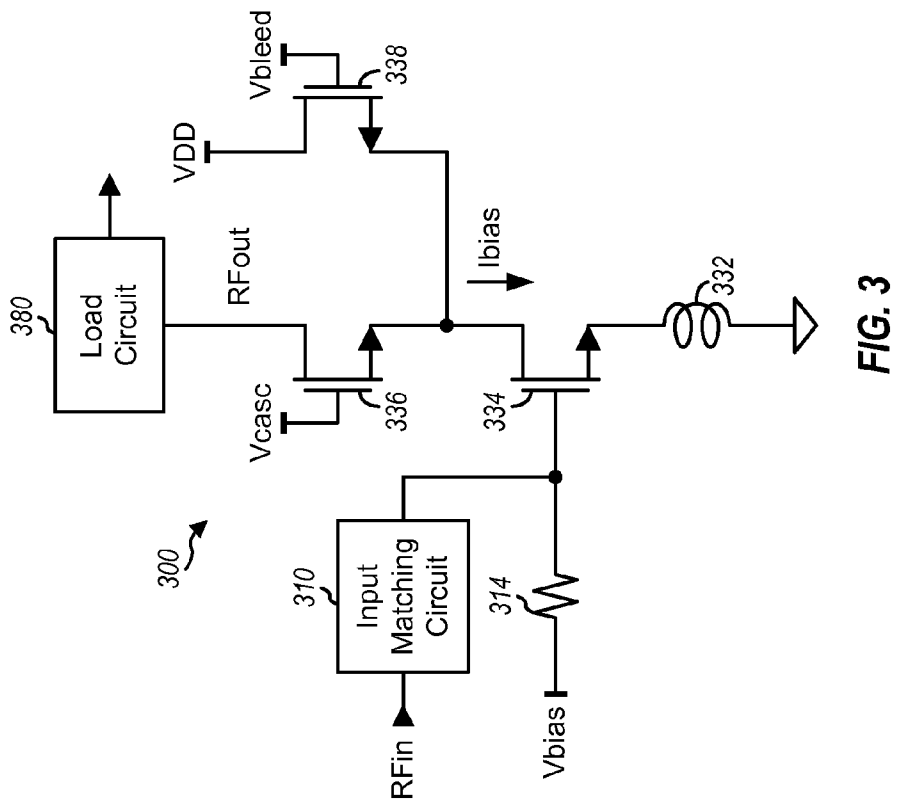 380
Load
Circuit
RFout
VDD
Vbleed
338
Vcasc
336
Ibias
300
310
Input
Matching
Circuit
RFin
334
332
314
Vbias
FIG. 3